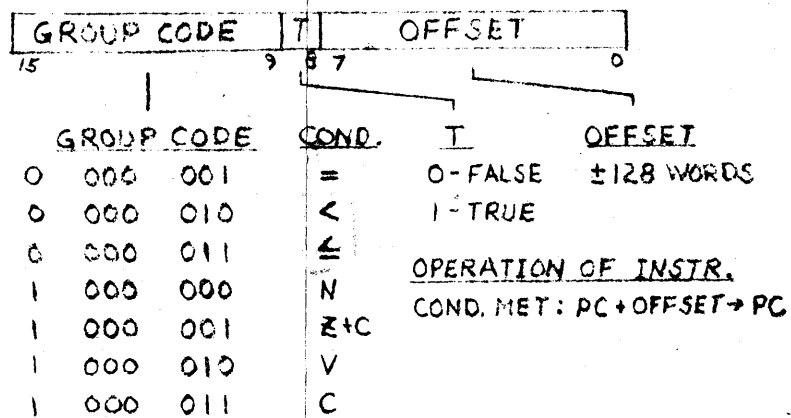 GROUP CODE T OFFSET
15 9 8 7 0
GROUP CODE COND. T OFFSET
0 000 001 = 0-FALSE ±128 WORDS
0 000 010 < 1-TRUE
0 000 011 ≤
OPERATION OF INSTR.
1 000 000 N
COND. MET: PC+OFFSET→PC
1 000 001 Z+C
1 000 010 V
1 000 011 C